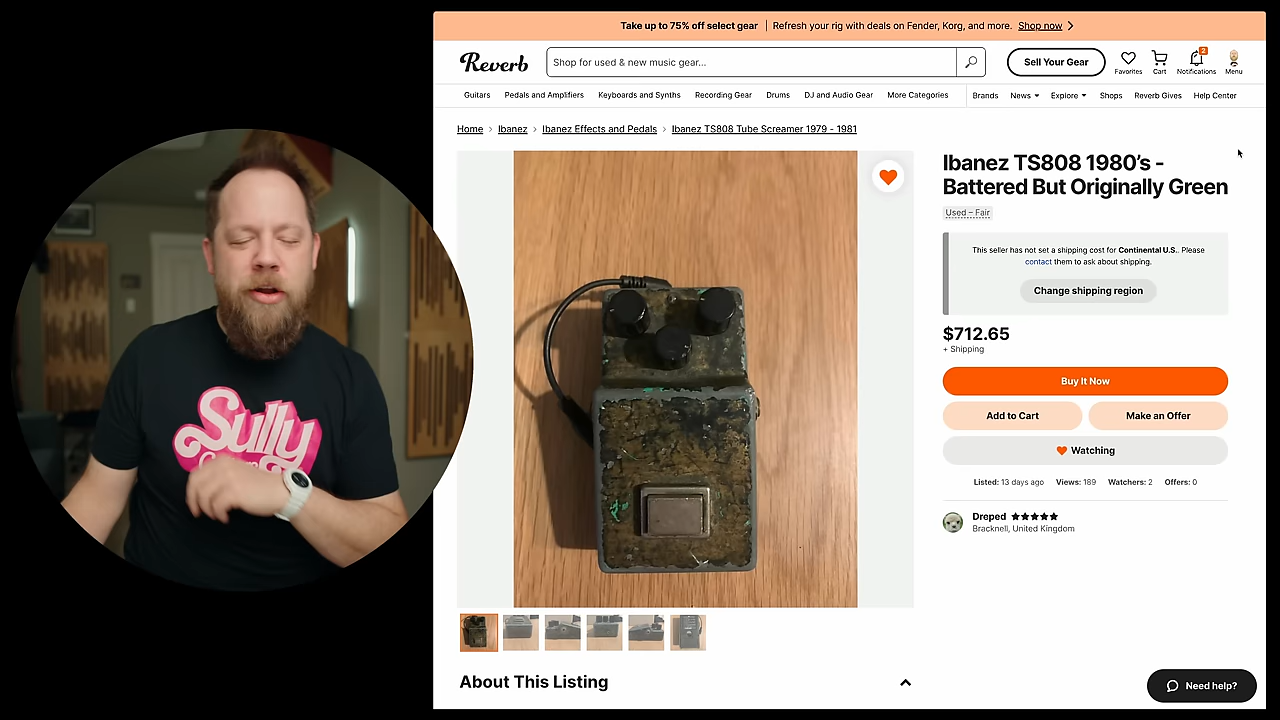 Take up to 75% off select gear | Refresh your rig with deals on Fender, Korg, and more. Shop now
Reverb
Shop for used & new music gear...
Sell Your Gear
Favorites
Cart
2
Notifications
Menu
Guitars Pedals and Amplifiers Keyboards and Synths Recording Gear Drums DJ and Audio Gear More Categories Brands News Explore Shops Reverb Gives Help Center
Home > Ibanez > Ibanez Effects and Pedals > Ibanez TS808 Tube Screamer 1979 - 1981
Ibanez TS808 1980's -
Battered But Originally Green
Used – Fair
This seller has not set a shipping cost for Continental U.S.. Please
contact them to ask about shipping.
Change shipping region
$712.65
+ Shipping
Buy It Now
Add to Cart
Make an Offer
Watching
Listed: 13 days ago Views: 189 Watchers: 2 Offers: 0
Dreped ★★★★★
Bracknell, United Kingdom
About This Listing
Need help?
Sully